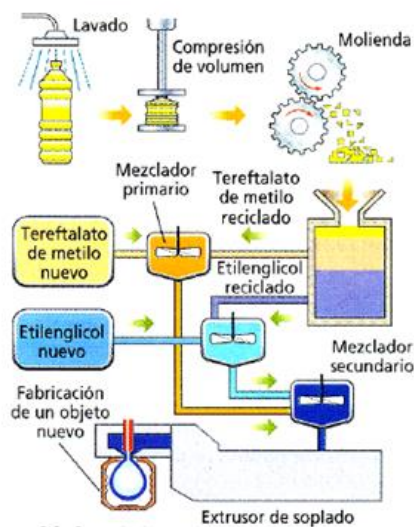 Lavado
Compresión
de volumen
Molienda
Mezclador
primario
Tereftalato
de metilo
reciclado
Tereftalato
de metilo
nuevo
Etilenglicol
reciclado
Etilenglicol
nuevo
Mezclador
secundario
Fabricación
de un objeto
nuevo
Extrusor de soplado